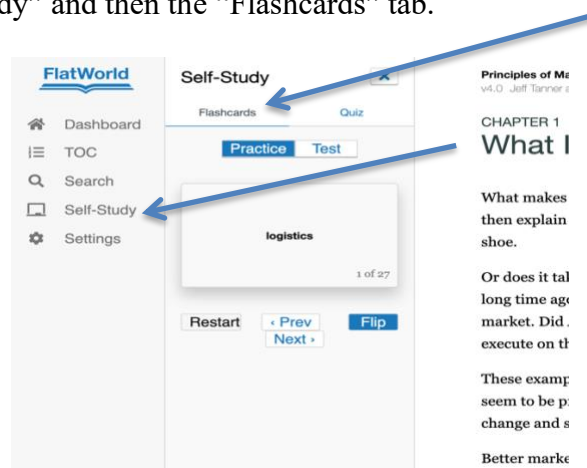 dy" and then the "Flashcards" tab.
FlatWorld
Dashboard
TOC
Search
Self-Study
Settings
Self-Study
Flashcards Quiz
Practice Test
logistics
1 of 27
Restart ‹ Prev Flip
Next ›
Principles of Ma
v4.0 Jeff Tanner a
CHAPTER 1
What I
What makes
then explain
shoe.
Or does it tal
long time ago
market. Did
execute on th
These examp
seem to be pr
change and s
Better marke